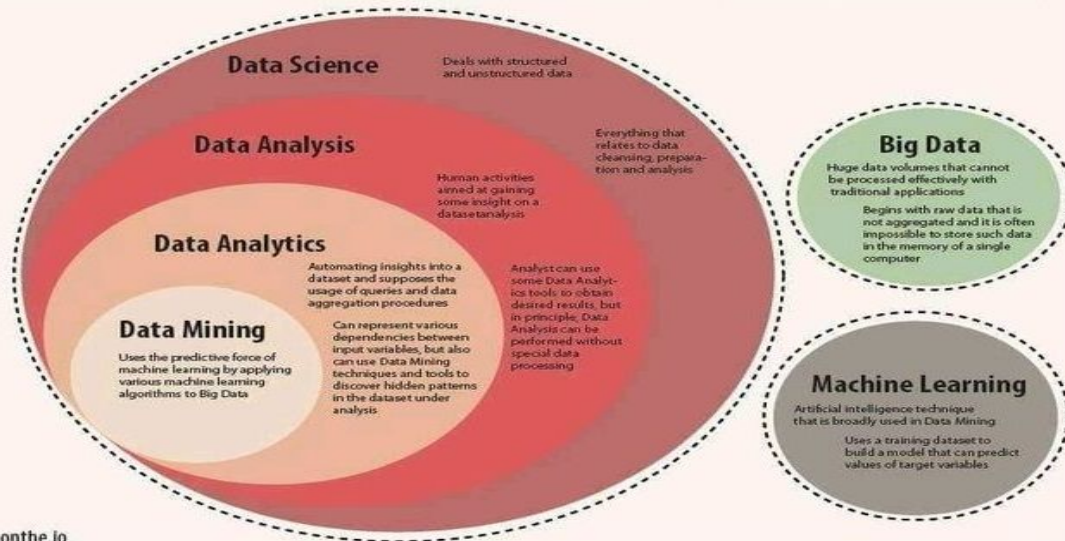 Data Science
Deals with structured
and unstructured data
Everything that
relates to data
cleansing, prepara-
tion and analysis
Data Analysis
Human activities
aimed at gaining
some insight on a
datasetanalysis
Analyst can use
some Data Analyt-
ics tools to obtain
desired results, but
in principle, Data
Analysis can be
performed without
special data
processing
Data Analytics
Automating insights into a
dataset and supposes the
usage of queries and data
aggregation procedures
Can represent various
dependencies between
input variables, but also
can use Data Mining
techniques and tools to
discover hidden patterns
in the dataset under
analysis
Data Mining
Uses the predictive force of
machine learning by applying
various machine learning
algorithms to Big Data
Big Data
Huge data volumes that cannot
be processed effectively with
traditional applications
Begins with raw data that is
not aggregated and it is often
impossible to store such data
in the memory of a single
computer
Machine Learning
Artificial intelligence technique
that is broadly used in Data Mining
Uses a training dataset to
build a model that can predict
values of target variables